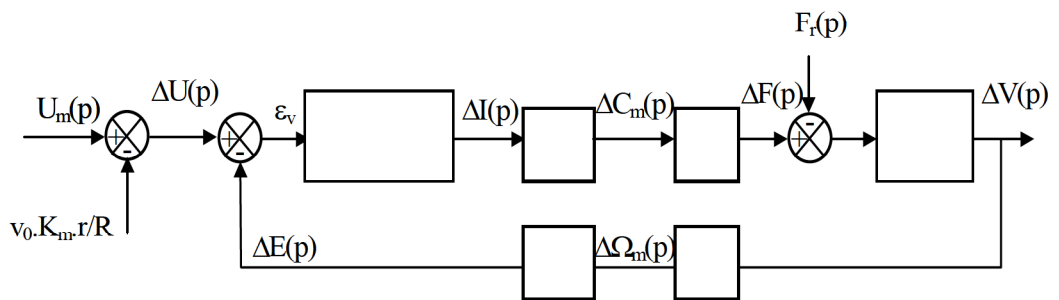 Fᵣ(p)
Uₘ(p)
ΔU(p)
εᵥ
ΔI(p)
ΔCₘ(p)
ΔF(p)
ΔV(p)
+
-
+
-
-
+
v₀.Kₘ.r/R
ΔE(p)
ΔΩₘ(p)